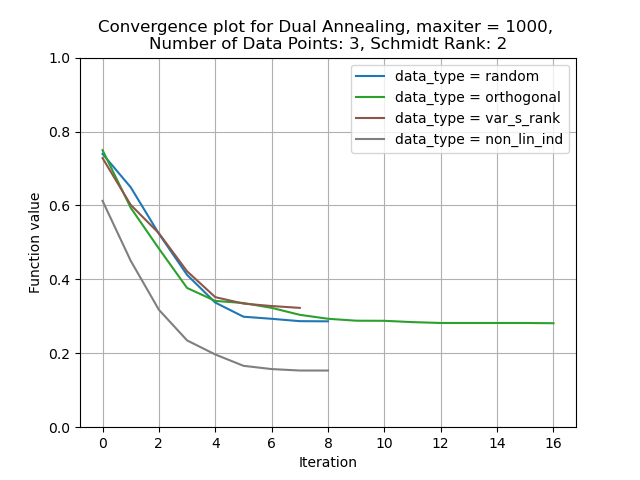 Convergence plot for Dual Annealing, maxiter = 1000,
Number of Data Points: 3, Schmidt Rank: 2
data_type = random
data_type = orthogonal
data_type = var_s_rank
data_type = non_lin_ind
Function value
1.0
0.8
0.6
0.4
0.2
0.0
0 2 4 6 8 10 12 14 16
Iteration